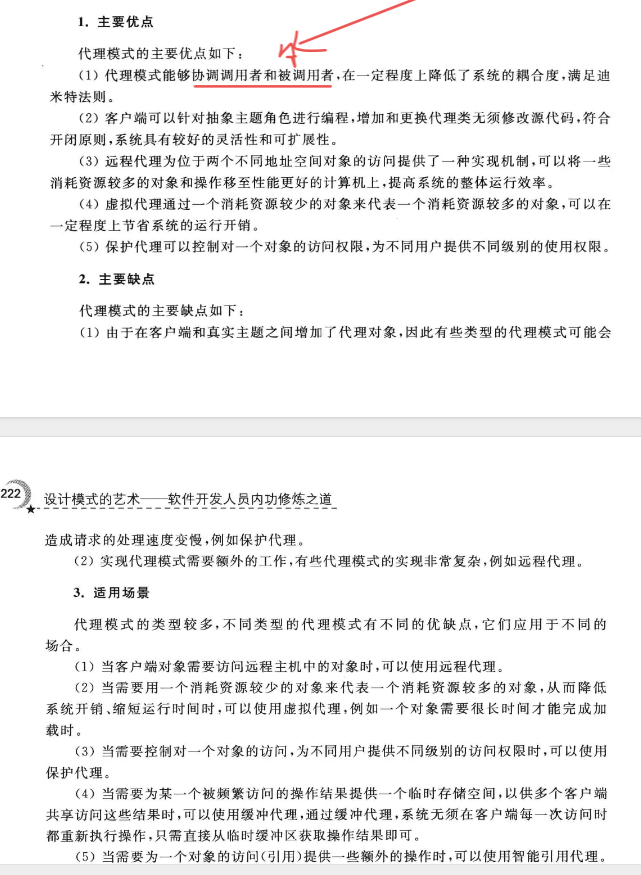 1. 主要优点
代理模式的主要优点如下:
(1) 代理模式能够协调调用者和被调用者,在一定程度上降低了系统的耦合度,满足迪
米特法则。
(2) 客户端可以针对抽象主题角色进行编程,增加和更换代理类无须修改源代码,符合
开闭原则,系统具有较好的灵活性和可扩展性。
(3) 远程代理为位于两个不同地址空间对象的访问提供了一种实现机制,可以将一些
消耗资源较多的对象和操作移至性能更好的计算机上,提高系统的整体运行效率。
(4) 虚拟代理通过一个消耗资源较少的对象来代表一个消耗资源较多的对象,可以在
一定程度上节省系统的运行开销。
(5) 保护代理可以控制对一个对象的访问权限,为不同用户提供不同级别的使用权限。
2. 主要缺点
代理模式的主要缺点如下:
(1) 由于在客户端和真实主题之间增加了代理对象,因此有些类型的代理模式可能会
222
设计模式的艺术——软件开发人员内功修炼之道
造成请求的处理速度变慢,例如保护代理。
(2) 实现代理模式需要额外的工作,有些代理模式的实现非常复杂,例如远程代理。
3. 适用场景
代理模式的类型较多,不同类型的代理模式有不同的优缺点,它们应用于不同的
场合。
(1) 当客户端对象需要访问远程主机中的对象时,可以使用远程代理。
(2) 当需要用一个消耗资源较少的对象来代表一个消耗资源较多的对象,从而降低
系统开销、缩短运行时间时,可以使用虚拟代理,例如一个对象需要很长时间才能完成加
载时。
(3) 当需要控制对一个对象的访问,为不同用户提供不同级别的访问权限时,可以使用
保护代理。
(4) 当需要为某一个被频繁访问的操作结果提供一个临时存储空间,以供多个客户端
共享访问这些结果时,可以使用缓冲代理,通过缓冲代理,系统无须在客户端每一次访问时
都重新执行操作,只需直接从临时缓冲区获取操作结果即可。
(5) 当需要为一个对象的访问(引用)提供一些额外的操作时,可以使用智能引用代理。